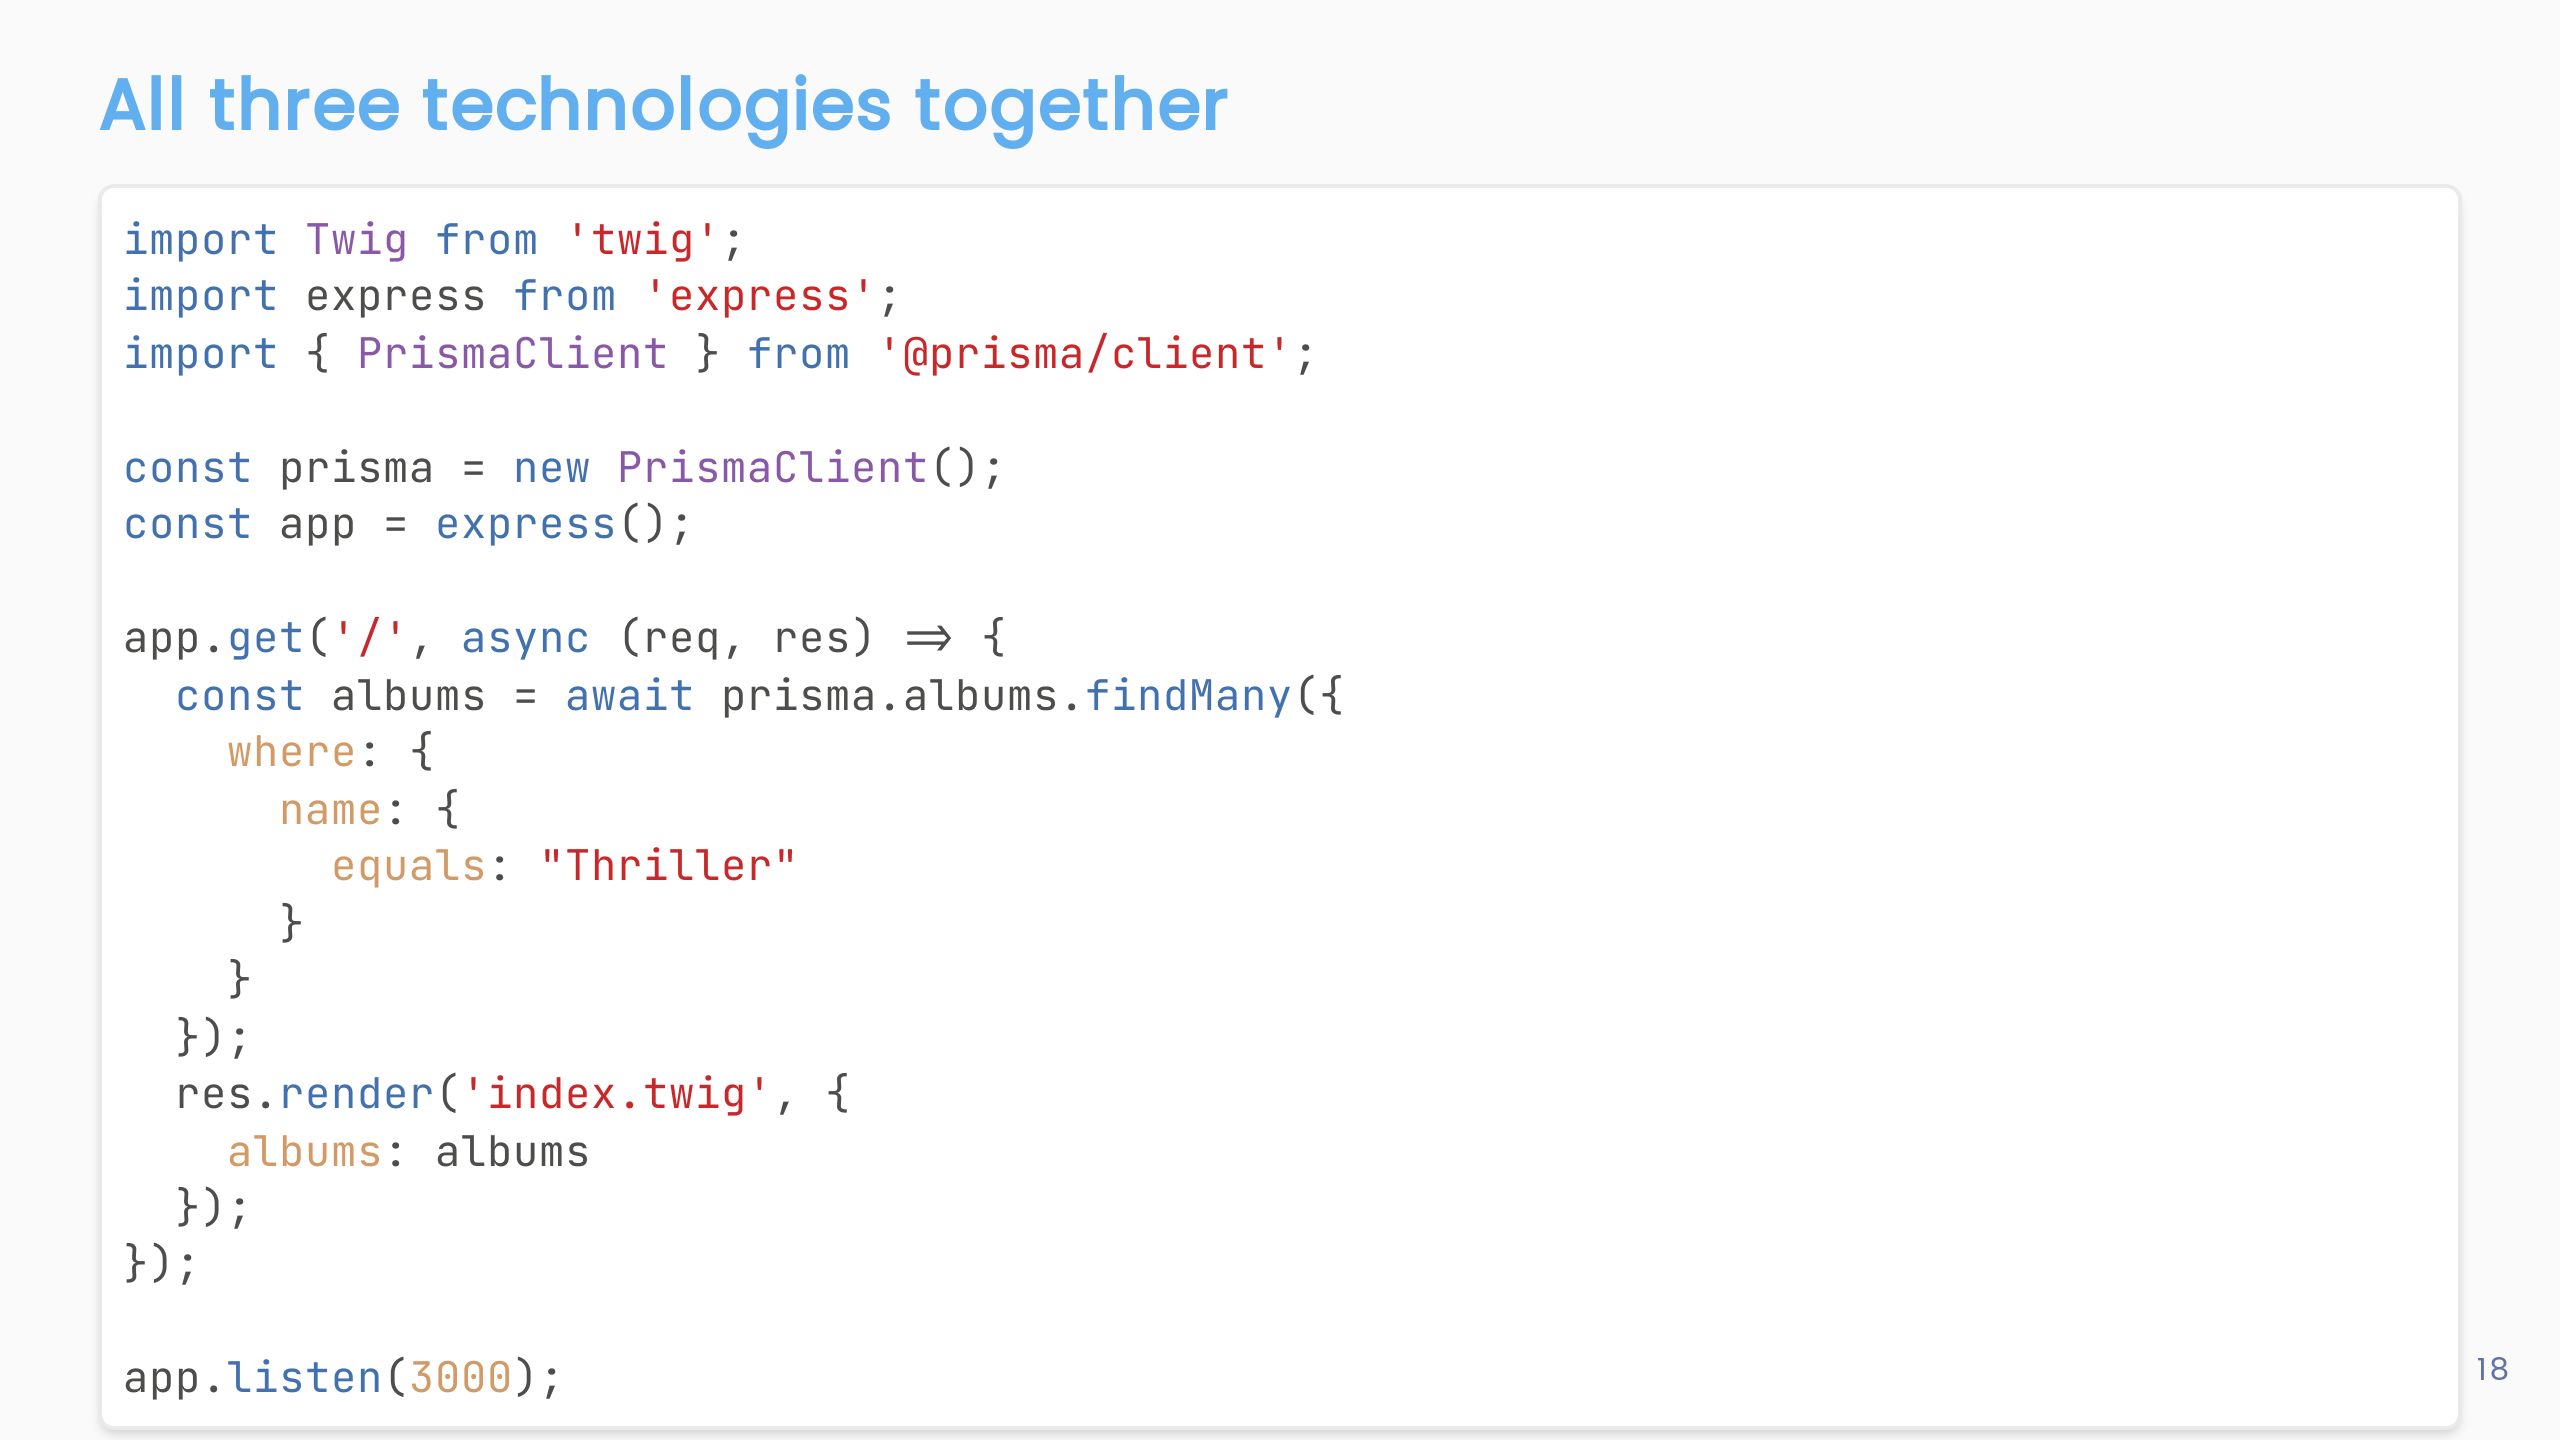 All three technologies together
import Twig from 'twig';
import express from 'express';
import { PrismaClient } from '@prisma/client';
const prisma = new PrismaClient();
const app = express();
app.get('/', async (req, res) => {
  const albums = await prisma.albums.findMany({
    where: {
      name: {
        equals: "Thriller"
      }
    }
  });
  res.render('index.twig', {
    albums: albums
  });
});
app.listen(3000);
18